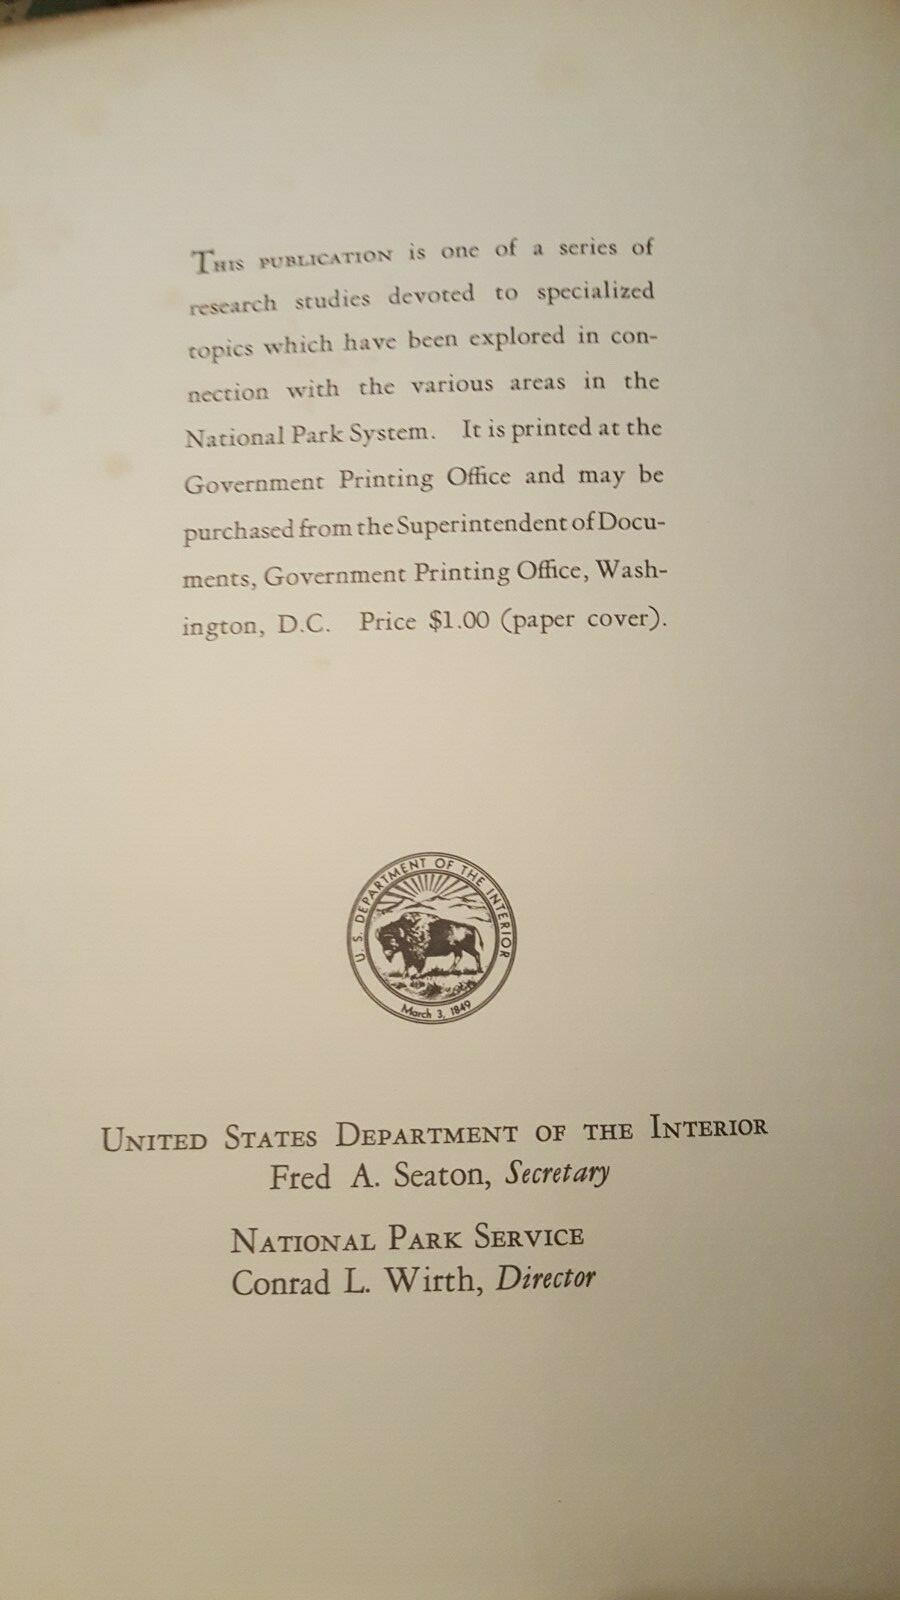 THIS PUBLICATION is one of a series of
research studies devoted to specialized
topics which have been explored in con-
nection with the various areas in the
National Park System. It is printed at the
Government Printing Office and may be
purchased from the Superintendent of Docu-
ments, Government Printing Office, Wash-
ington, D.C. Price $1.00 (paper cover).
U. S. DEPARTMENT OF THE INTERIOR
March 3, 1849
UNITED STATES DEPARTMENT OF THE INTERIOR
Fred A. Seaton, Secretary
NATIONAL PARK SERVICE
Conrad L. Wirth, Director